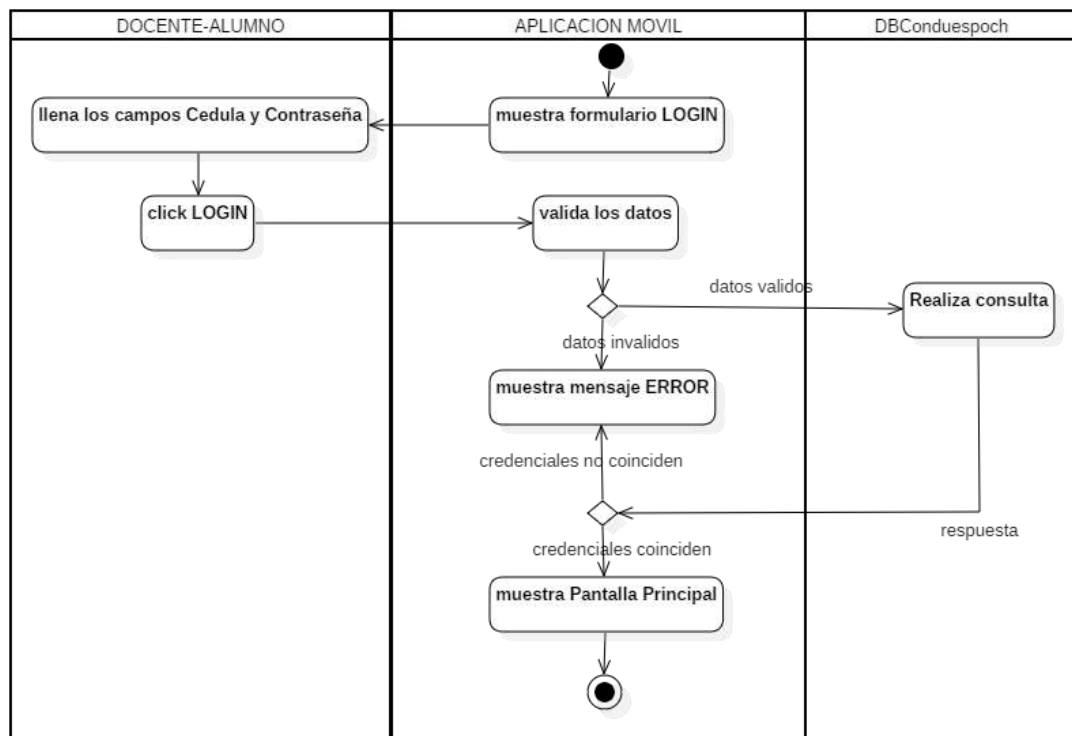 DOCENTE-ALUMNO
APLICACION MOVIL
DBConduespoch
llena los campos Cedula y Contraseña
muestra formulario LOGIN
click LOGIN
valida los datos
datos validos
Realiza consulta
datos invalidos
muestra mensaje ERROR
credenciales no coinciden
respuesta
credenciales coinciden
muestra Pantalla Principal